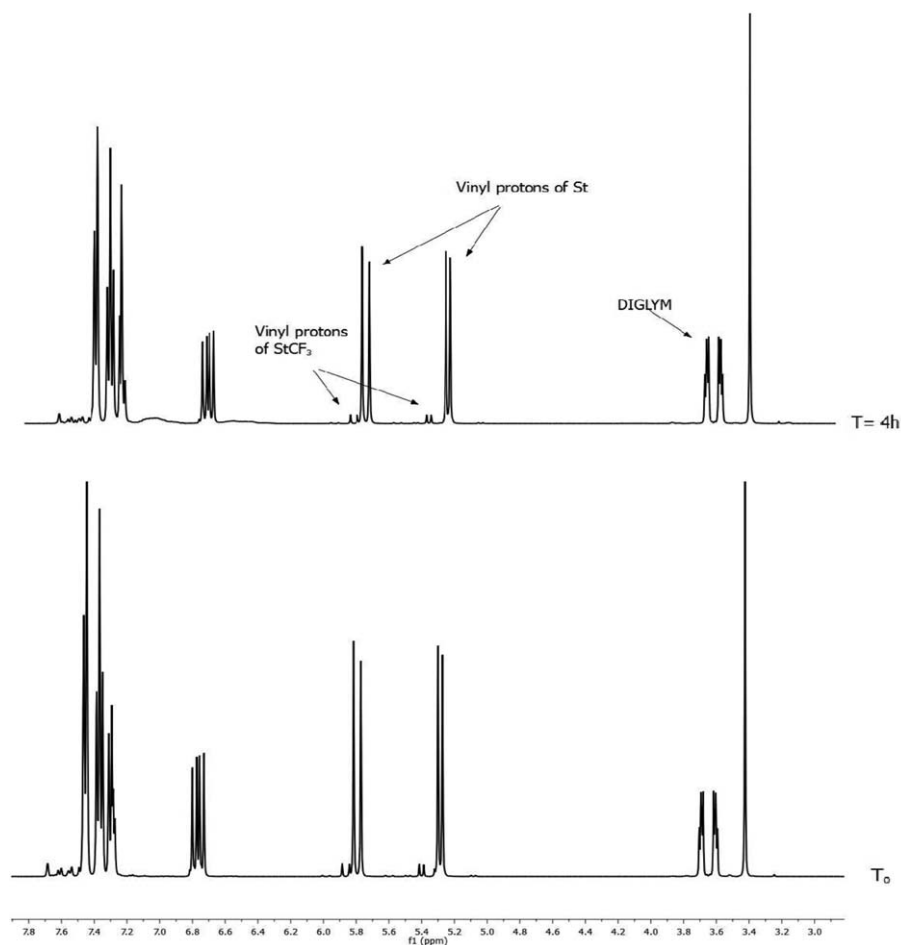 Vinyl protons of St
DIGLYM
Vinyl protons
of StCF₃
T= 4h
T₀
7.8 7.6 7.4 7.2 7.0 6.8 6.6 6.4 6.2 6.0 5.8 5.6 5.4 5.2 5.0 4.8 4.6 4.4 4.2 4.0 3.8 3.6 3.4 3.2 3.0
f1 (ppm)